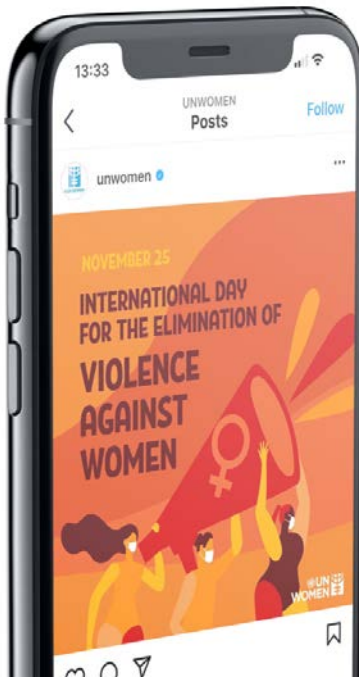 13:33
UNWOMEN
Posts
Follow
unwomen
NOVEMBER 25
INTERNATIONAL DAY
FOR THE ELIMINATION OF
VIOLENCE
AGAINST
WOMEN
UN
WOMEN